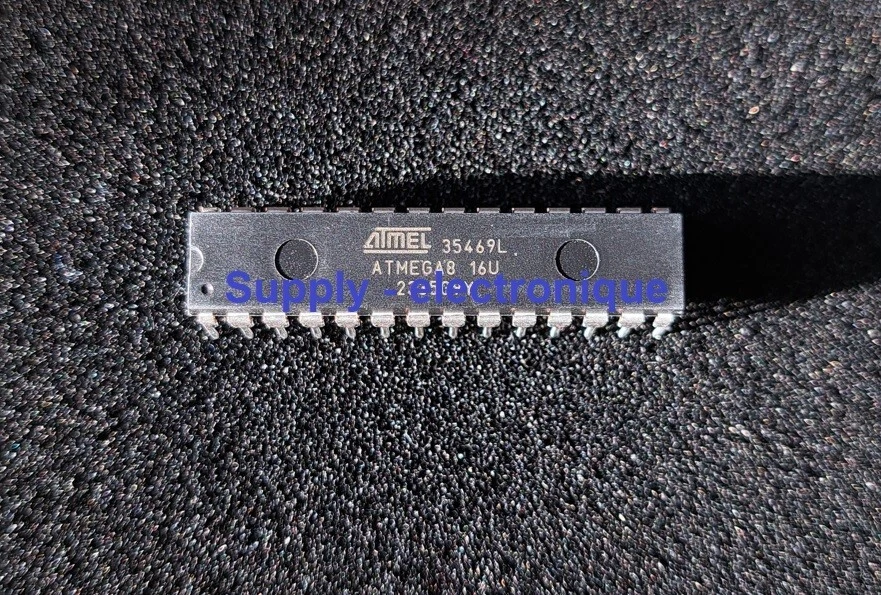 ATMEL 35469L
ATMEGA8 16U
Supply - electronique